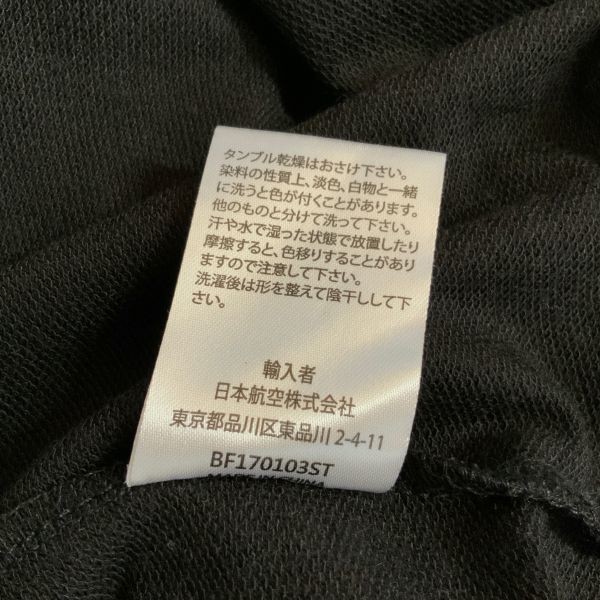 タンブル乾燥はおさけ下さい。
染料の性質上、淡色、白物と一緒
に洗うと色が付くことがあります。
他のものと分けて洗って下さい。
汗や水で湿った状態で放置したり
摩擦すると、色移りすることがあり
ますので注意して下さい。
洗濯後は形を整えて陰干しして下
さい。
輸入者
日本航空株式会社
東京都品川区東品川 2-4-11
BF170103ST
MADE IN CHINA